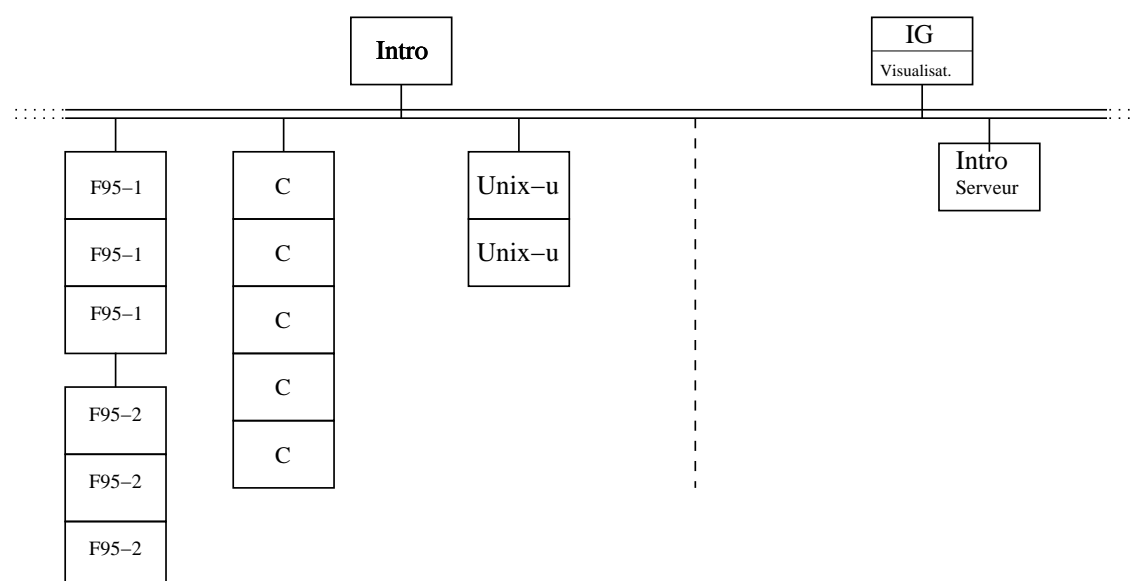 Intro
IG
Visualisat.
F95–1
F95–1
F95–1
F95–2
F95–2
F95–2
C
C
C
C
C
Unix–u
Unix–u
Intro
Serveur